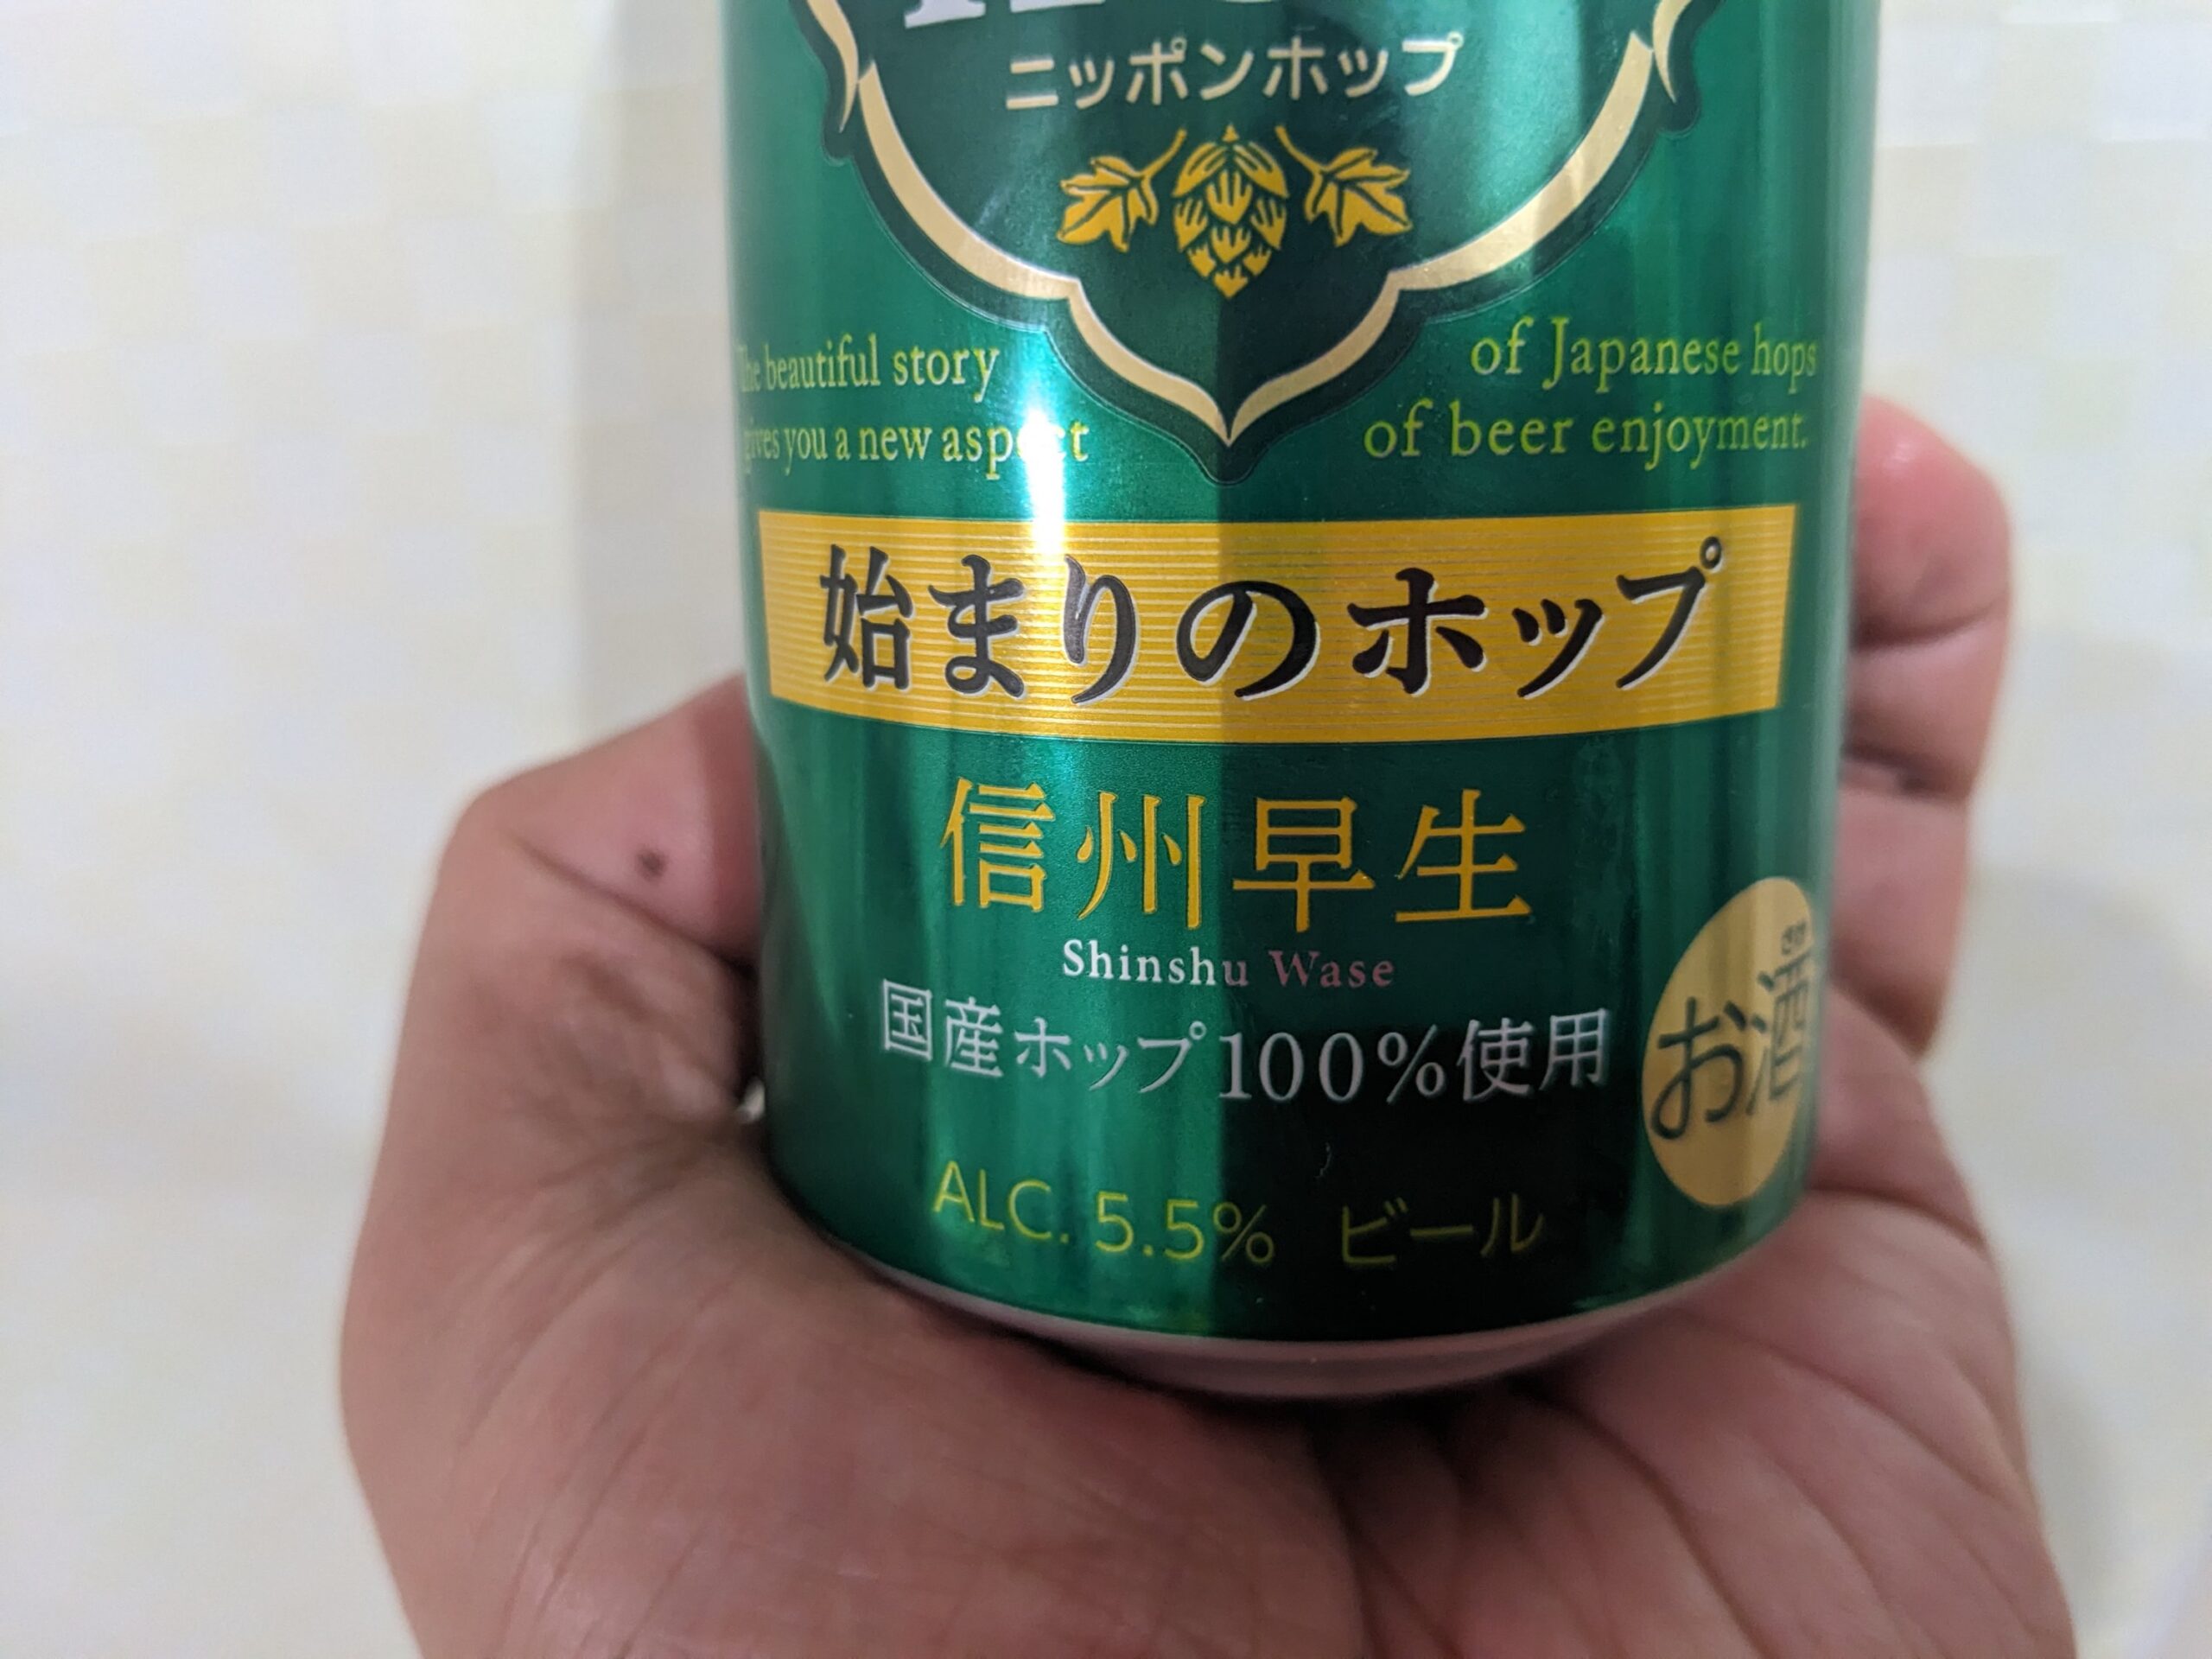 ニッポンホップ
The beautiful story of Japanese hops
gives you a new aspect of beer enjoyment.
始まりのホップ
信州早生
Shinshu Wase
国産ホップ100%使用
お酒
ALC. 5.5% ビール